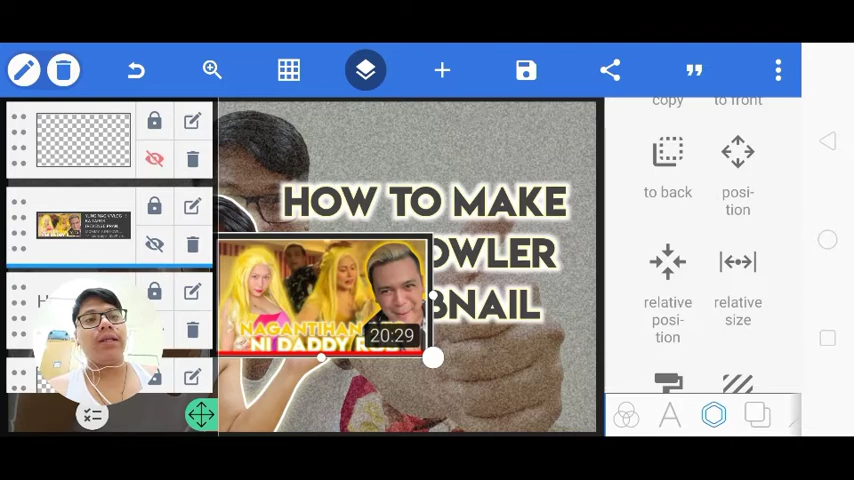 copy
to front
HOW TO MAKE
to back
posi-
tion
OWLER
NAGANTIHAN
20:29
NI DADDY ROB
BNAIL
relative
posi-
tion
relative
size
H
A